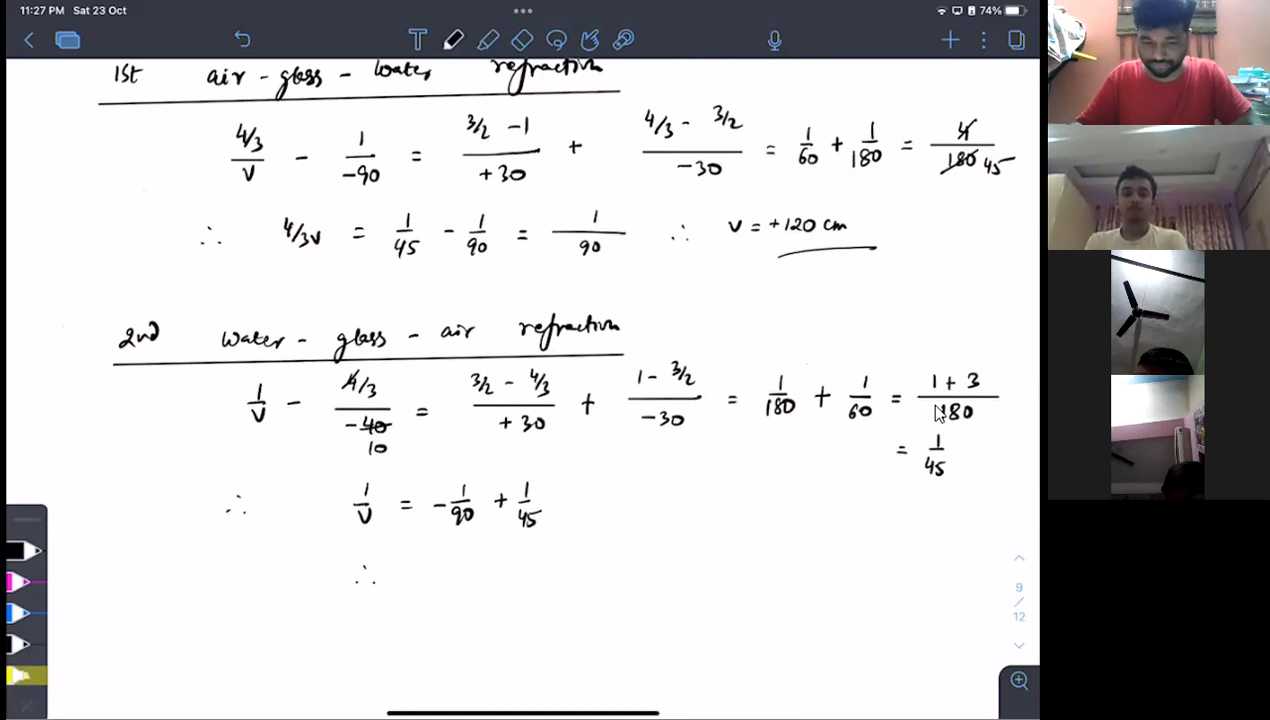 11:27 PM Sat 23 Oct
74%
1st air - glass - water refraction
4/3/v - 1/-90 = 3/2 - 1/+30 + 4/3 - 3/2/-30 = 1/60 + 1/180 = 4/180 45
∴ 4/3v = 1/45 - 1/90 = 1/90 ∴ v = +120 cm
2nd water - glass - air refraction
1/v - 4/3/-40 10 = 3/2 - 4/3/+30 + 1 - 3/2/-30 = 1/180 + 1/60 = 1 + 3/180
= 1/45
∴ 1/v = -1/90 + 1/45
∴
9
/
12